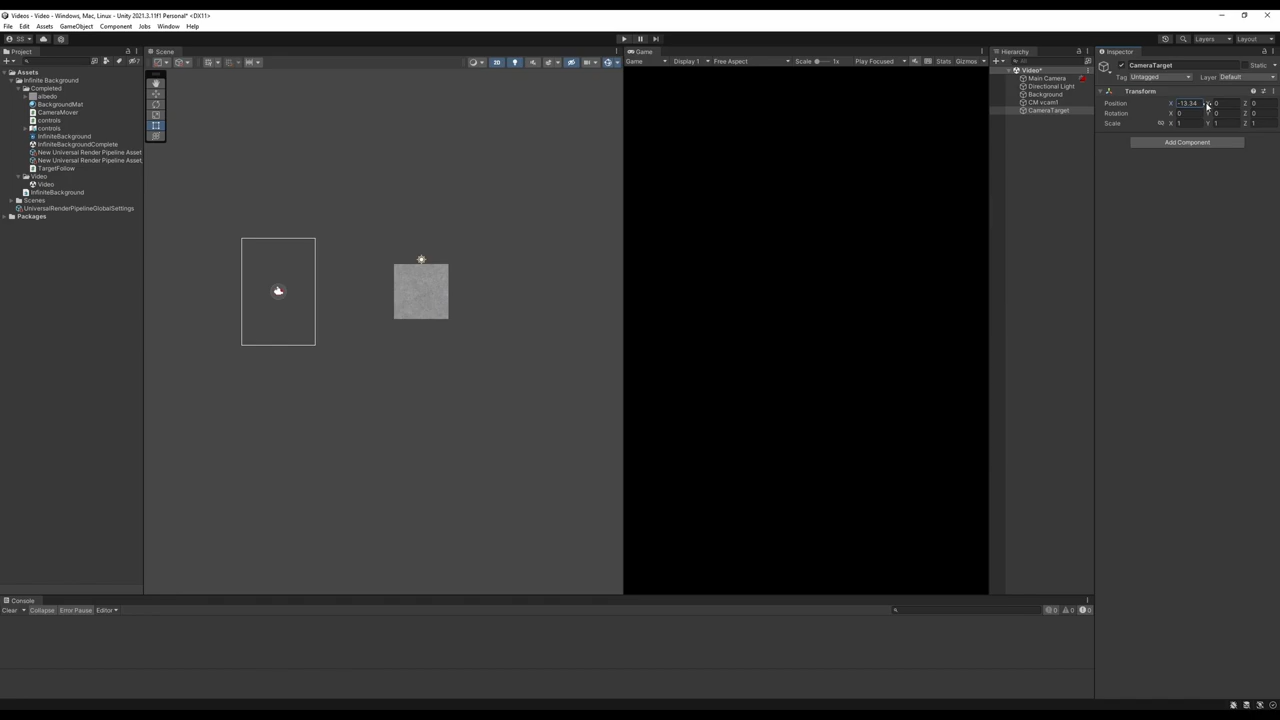 Videos - Video - Windows, Mac, Linux - Unity 2021.3.11f1 Personal* <DX11>
File Edit Assets GameObject Component Jobs Window Help
SS
Layers Layout
Project
Assets
Infinite Background
Completed
albedo
BackgroundMat
CameraMover
controls
controls
InfiniteBackground
InfiniteBackgroundComplete
New Universal Render Pipeline Asset
New Universal Render Pipeline Asset_
TargetFollow
Video
Video
InfiniteBackground
Scenes
UniversalRenderPipelineGlobalSettings
Packages
Scene
2D
Game
Game Display 1 Free Aspect Scale 1x Play Focused Stats Gizmos
Hierarchy
All
Video*
Main Camera
Directional Light
Background
CM vcam1
CameraTarget
Inspector
CameraTarget Static
Tag Untagged Layer Default
Transform
Position X -13.34 Y 0 Z 0
Rotation X 0 Y 0 Z 0
Scale X 1 Y 1 Z 1
Add Component
Console
Clear Collapse Error Pause Editor
0 0 0